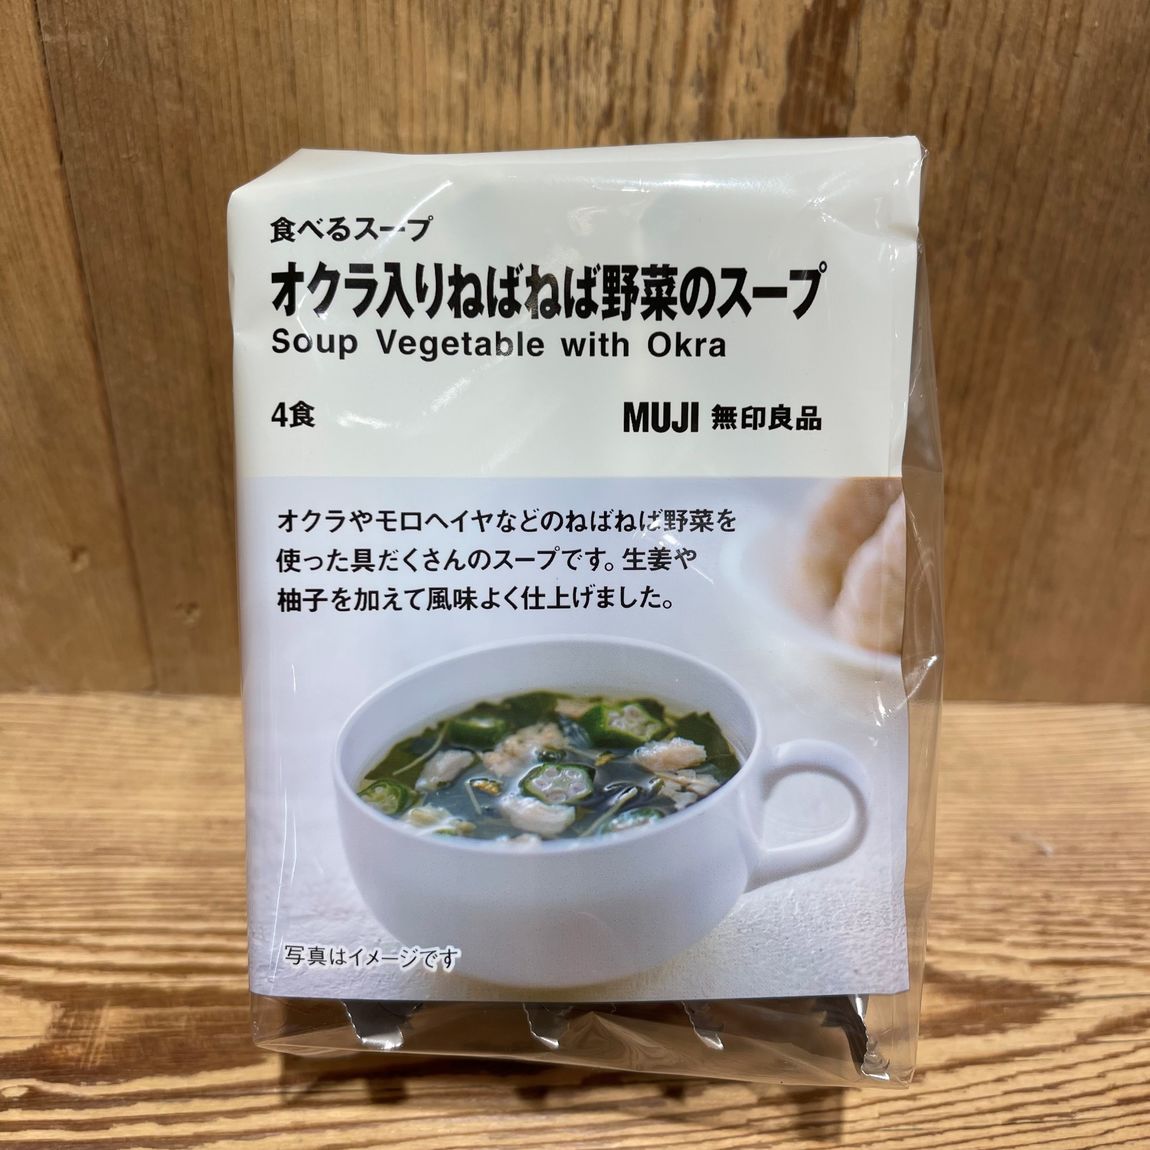 食べるスープ
オクラ入りねばねば野菜のスープ
Soup Vegetable with Okra
4食
MUJI 無印良品
オクラやモロヘイヤなどのねばねば野菜を
使った具だくさんのスープです。生姜や
柚子を加えて風味よく仕上げました。
写真はイメージです